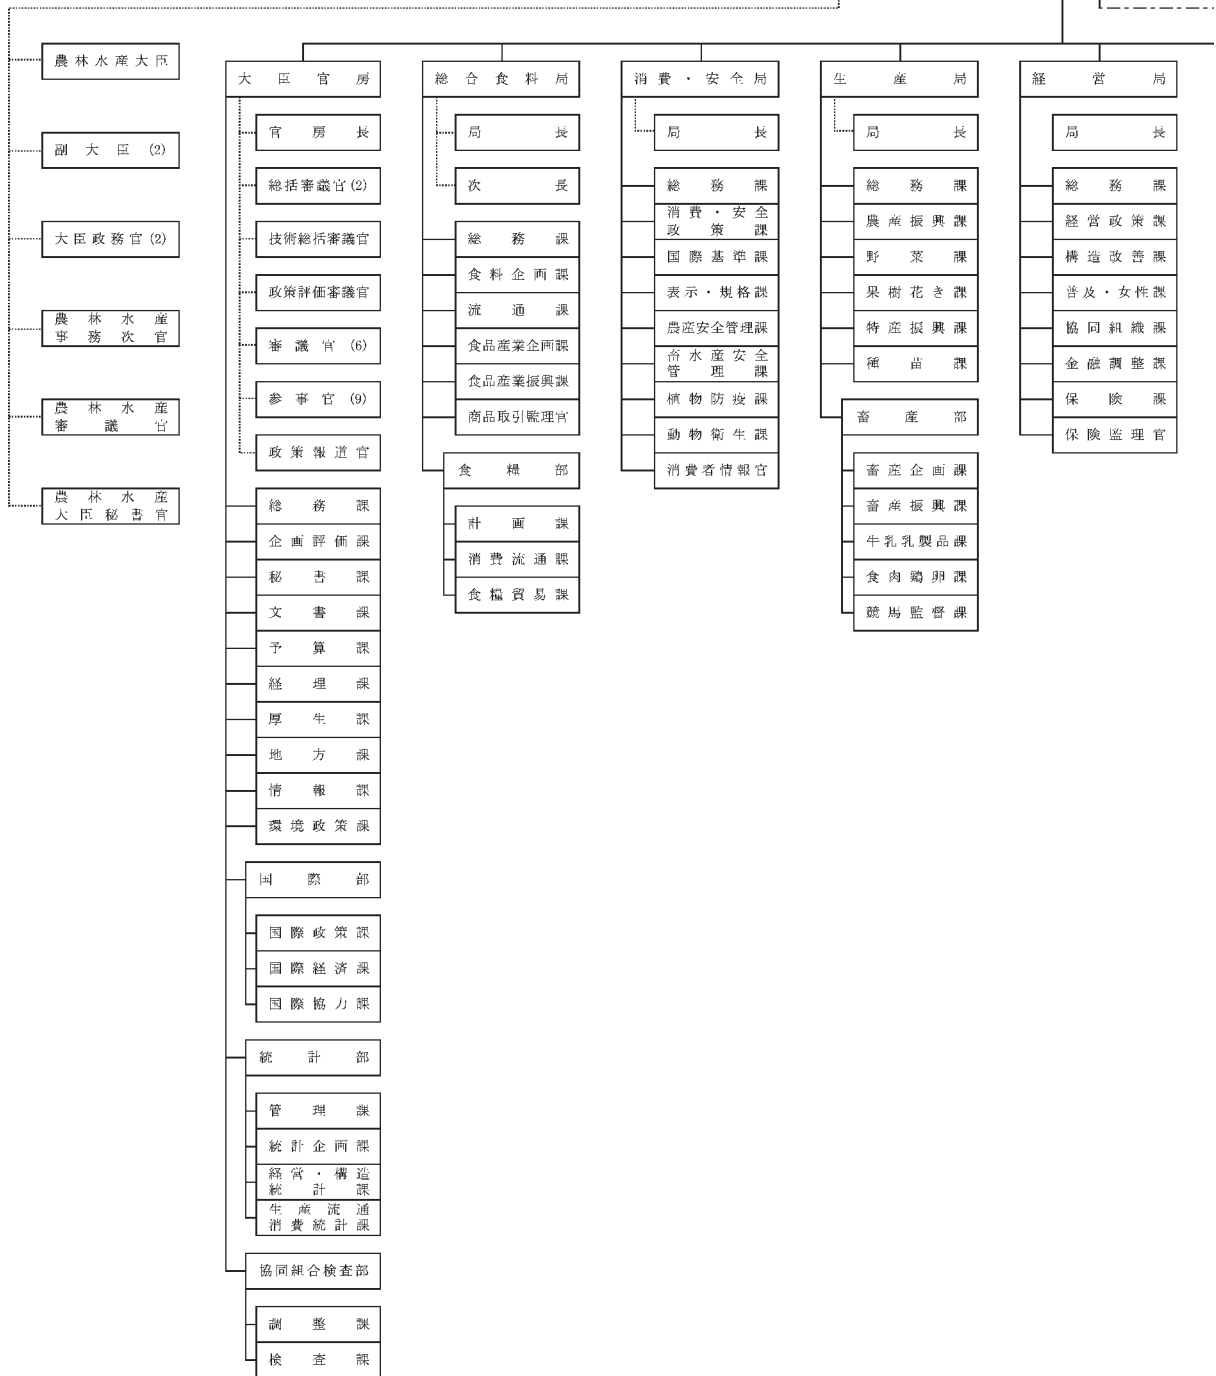 農林水産大臣
副大臣(2)
大臣政務官(2)
農林水産
事務次官
農林水産
審議官
農林水産
大臣秘書官
大臣官房
官房長
総括審議官(2)
技術総括審議官
政策評価審議官
審議官(6)
参事官(9)
政策報道官
総務課
企画評価課
秘書課
文書課
予算課
経理課
厚生課
地方課
情報課
環境政策課
国際部
国際政策課
国際経済課
国際協力課
統計部
管理課
統計企画課
経営・構造
統計課
生産流通
消費統計課
協同組合検査部
調整課
検査課
総合食料局
局長
次長
総務課
食料企画課
流通課
食品産業企画課
食品産業振興課
商品取引監理官
食糧部
計画課
消費流通課
食糧貿易課
消費・安全局
局長
総務課
消費・安全
政策課
国際基準課
表示・規格課
農産安全管理課
畜水産安全
管理課
植物防疫課
動物衛生課
消費者情報官
生産局
局長
総務課
農産振興課
野菜課
果樹花き課
特産振興課
種苗課
畜産部
畜産企画課
畜産振興課
牛乳乳製品課
食肉鶏卵課
競馬監督課
経営局
局長
総務課
経営政策課
構造改善課
普及・女性課
協同組織課
金融調整課
保険課
保険監理官